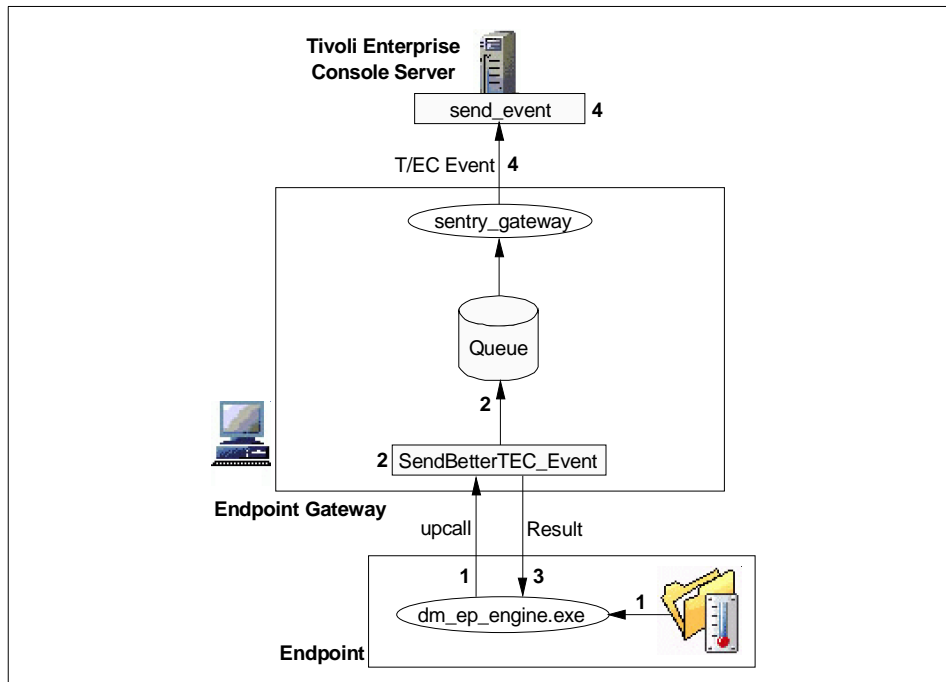 Tivoli Enterprise
Console Server
send_event
4
T/EC Event
4
sentry_gateway
Queue
2
2
SendBetterTEC_Event
Endpoint Gateway
upcall
Result
1
3
1
dm_ep_engine.exe
Endpoint